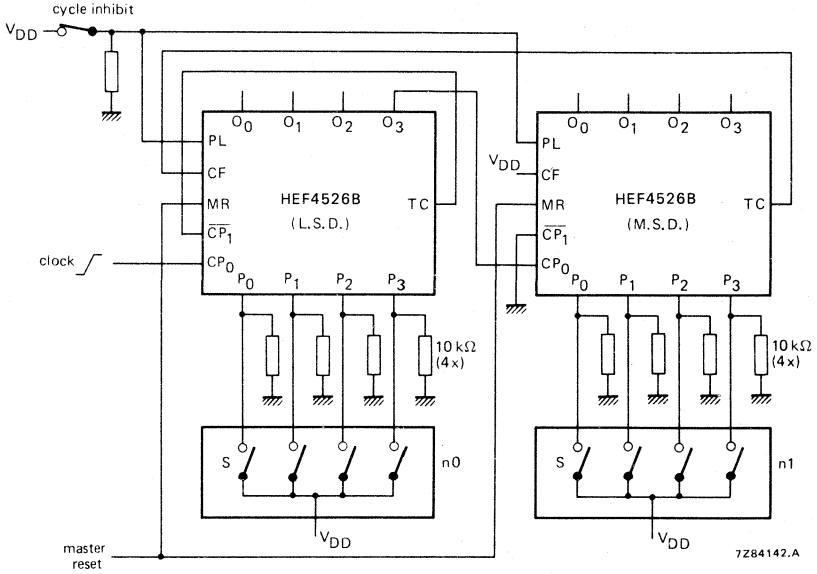 cycle inhibit
VDD
O0 O1 O2 O3
O0 O1 O2 O3
PL
PL
VDD
CF
CF
HEF4526B
HEF4526B
MR
TC
MR
TC
(L.S.D.)
(M.S.D.)
CP1
CP1
clock
CP0
CP0
P0 P1 P2 P3
P0 P1 P2 P3
10 kΩ
(4x)
10 kΩ
(4x)
S
n0
S
n1
VDD
VDD
master
reset
7Z84142.A